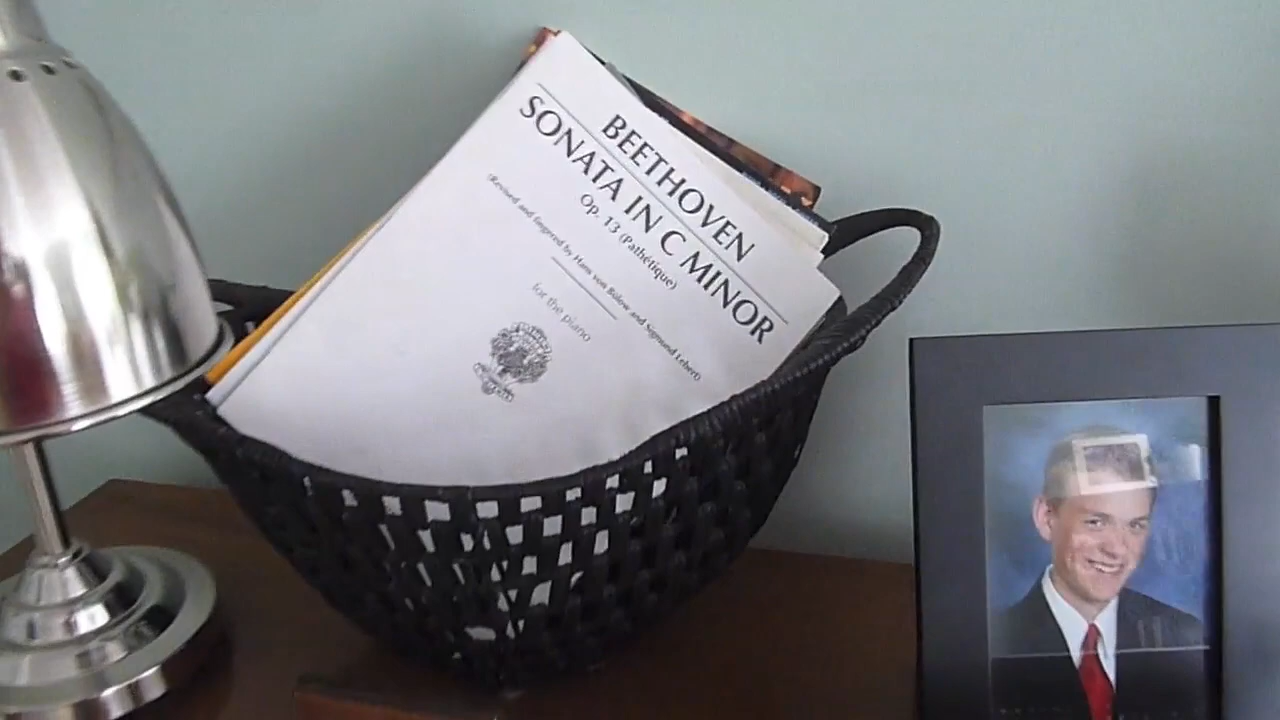 BEETHOVEN
SONATA IN C MINOR
Op. 13 (Pathétique)
(Revised and fingered by Hans von Bülow and Sigmund Lebert)
for the piano